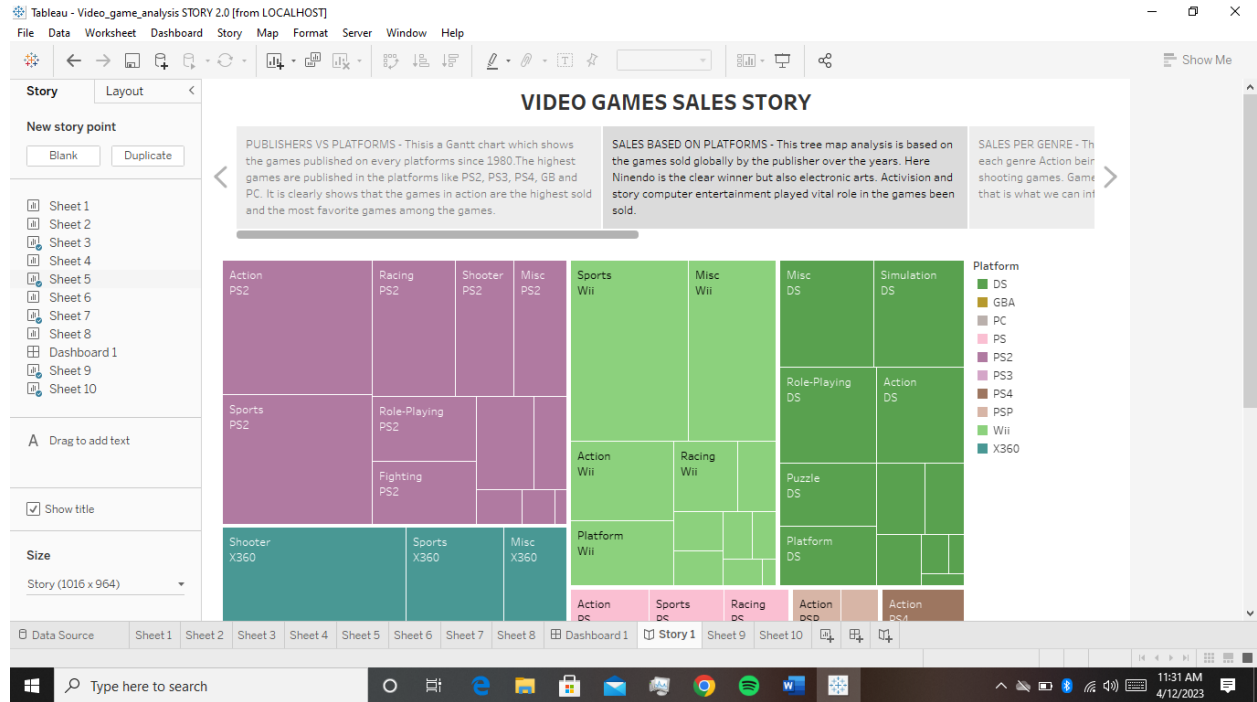 Tableau - Video_game_analysis STORY 2.0 [from LOCALHOST]
File Data Worksheet Dashboard Story Map Format Server Window Help
Show Me
Story Layout
New story point
Blank Duplicate
Sheet 1
Sheet 2
Sheet 3
Sheet 4
Sheet 5
Sheet 6
Sheet 7
Sheet 8
Dashboard 1
Sheet 9
Sheet 10
A Drag to add text
Show title
Size
Story (1016 x 964)
VIDEO GAMES SALES STORY
PUBLISHERS VS PLATFORMS - Thisis a Gantt chart which shows
the games published on every platforms since 1980.The highest
games are published in the platforms like PS2, PS3, PS4, GB and
PC. It is clearly shows that the games in action are the highest sold
and the most favorite games among the games.
SALES BASED ON PLATFORMS - This tree map analysis is based on
the games sold globally by the publisher over the years. Here
Ninendo is the clear winner but also electronic arts. Activision and
story computer entertainment played vital role in the games been
sold.
SALES PER GENRE - Th
each genre Action bein
shooting games. Game
that is what we can inf
Action
PS2
Racing
PS2
Shooter
PS2
Misc
PS2
Sports
PS2
Role-Playing
PS2
Fighting
PS2
Shooter
X360
Sports
X360
Misc
X360
Sports
Wii
Misc
Wii
Action
Wii
Racing
Wii
Platform
Wii
Misc
DS
Simulation
DS
Role-Playing
DS
Action
DS
Puzzle
DS
Platform
DS
Action
PS
Sports
PS
Racing
PS
Action
PSP
Action
PS4
Platform
DS
GBA
PC
PS
PS2
PS3
PS4
PSP
Wii
X360
Data Source Sheet 1 Sheet 2 Sheet 3 Sheet 4 Sheet 5 Sheet 6 Sheet 7 Sheet 8 Dashboard 1 Story 1 Sheet 9 Sheet 10
Type here to search
11:31 AM
4/12/2023